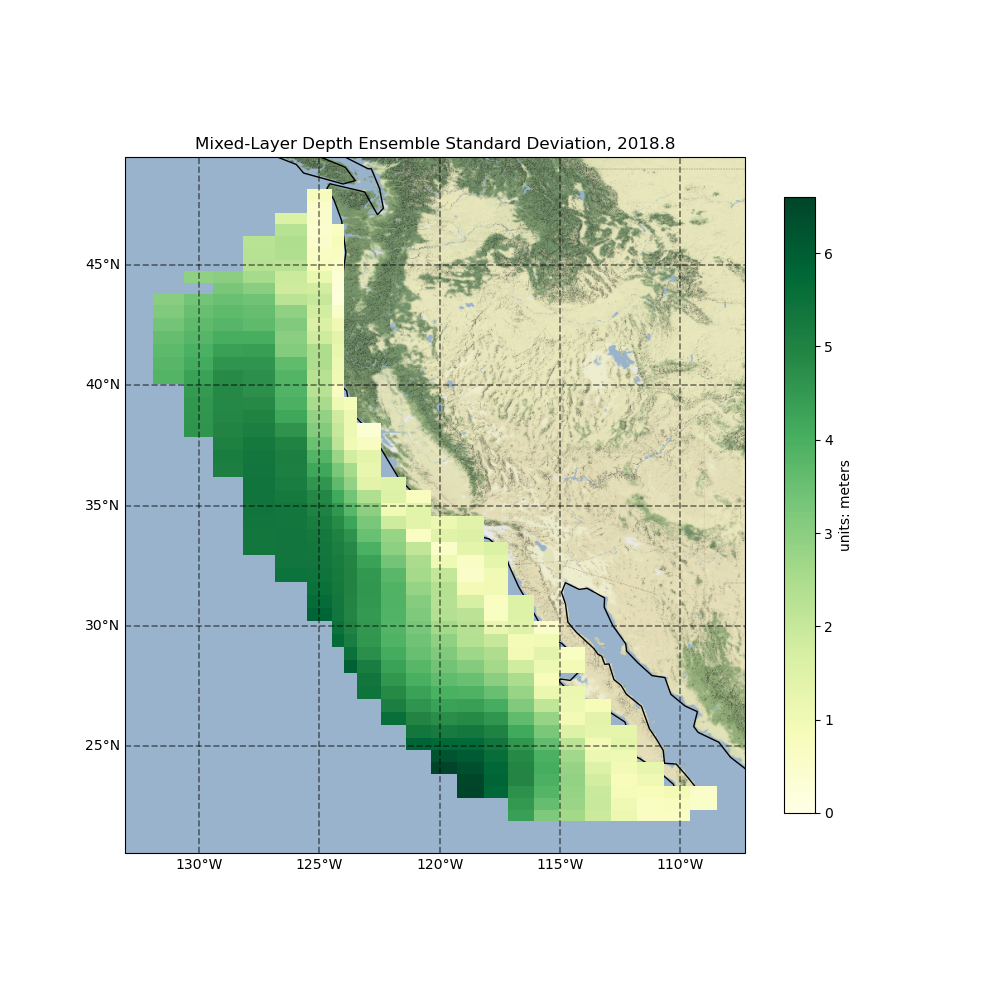 Mixed-Layer Depth Ensemble Standard Deviation, 2018.8
45°N
40°N
35°N
30°N
25°N
130°W
125°W
120°W
115°W
110°W
6
5
4
3
2
1
0
units: meters